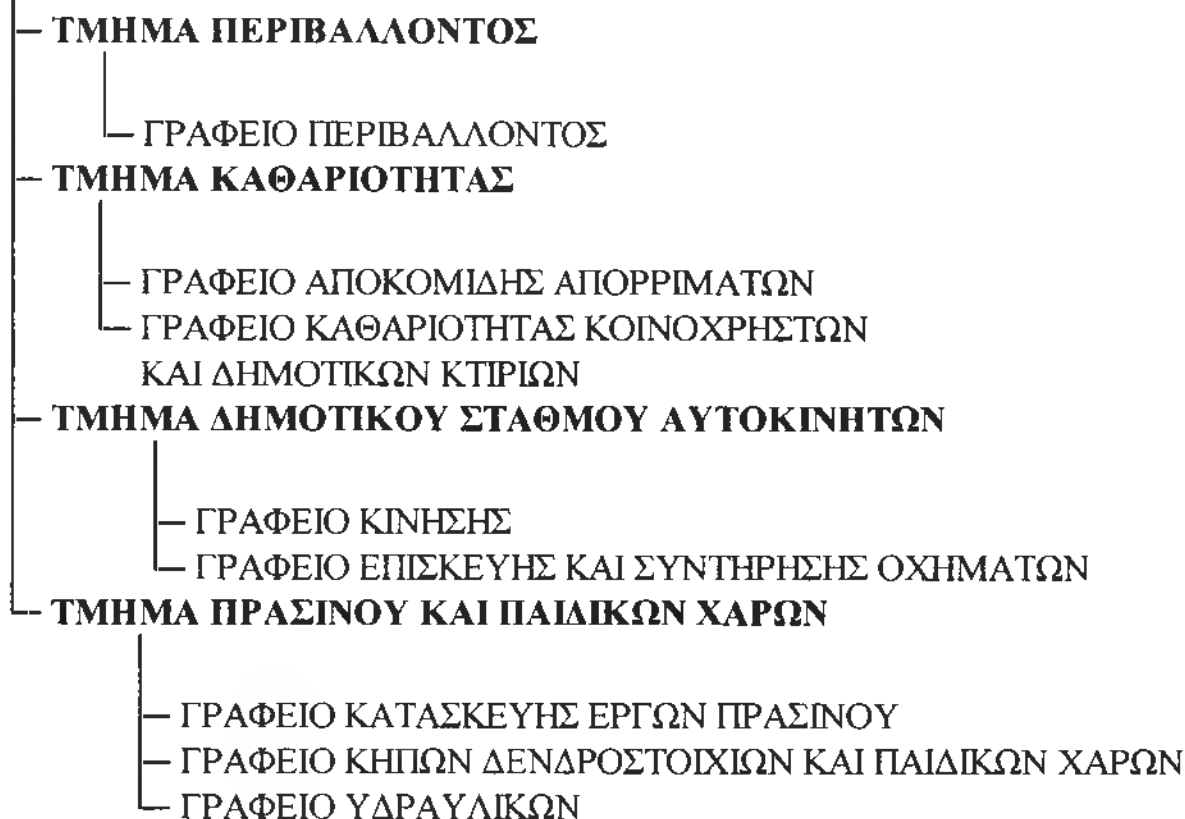 ΤΜΗΜΑ ΠΕΡΙΒΑΛΛΟΝΤΟΣ
ΓΡΑΦΕΙΟ ΠΕΡΙΒΑΛΛΟΝΤΟΣ
ΤΜΗΜΑ ΚΑΘΑΡΙΟΤΗΤΑΣ
ΓΡΑΦΕΙΟ ΑΠΟΚΟΜΙΔΗΣ ΑΠΟΡΡΙΜΑΤΩΝ
ΓΡΑΦΕΙΟ ΚΑΘΑΡΙΟΤΗΤΑΣ ΚΟΙΝΟΧΡΗΣΤΩΝ
ΚΑΙ ΔΗΜΟΤΙΚΩΝ ΚΤΙΡΙΩΝ
ΤΜΗΜΑ ΔΗΜΟΤΙΚΟΥ ΣΤΑΘΜΟΥ ΑΥΤΟΚΙΝΗΤΩΝ
ΓΡΑΦΕΙΟ ΚΙΝΗΣΗΣ
ΓΡΑΦΕΙΟ ΕΠΙΣΚΕΥΗΣ ΚΑΙ ΣΥΝΤΗΡΗΣΗΣ ΟΧΗΜΑΤΩΝ
ΤΜΗΜΑ ΠΡΑΣΙΝΟΥ ΚΑΙ ΠΑΙΔΙΚΩΝ ΧΑΡΩΝ
ΓΡΑΦΕΙΟ ΚΑΤΑΣΚΕΥΗΣ ΕΡΓΩΝ ΠΡΑΣΙΝΟΥ
ΓΡΑΦΕΙΟ ΚΗΠΩΝ ΔΕΝΔΡΟΣΤΟΙΧΙΩΝ ΚΑΙ ΠΑΙΔΙΚΩΝ ΧΑΡΩΝ
ΓΡΑΦΕΙΟ ΥΔΡΑΥΛΙΚΩΝ